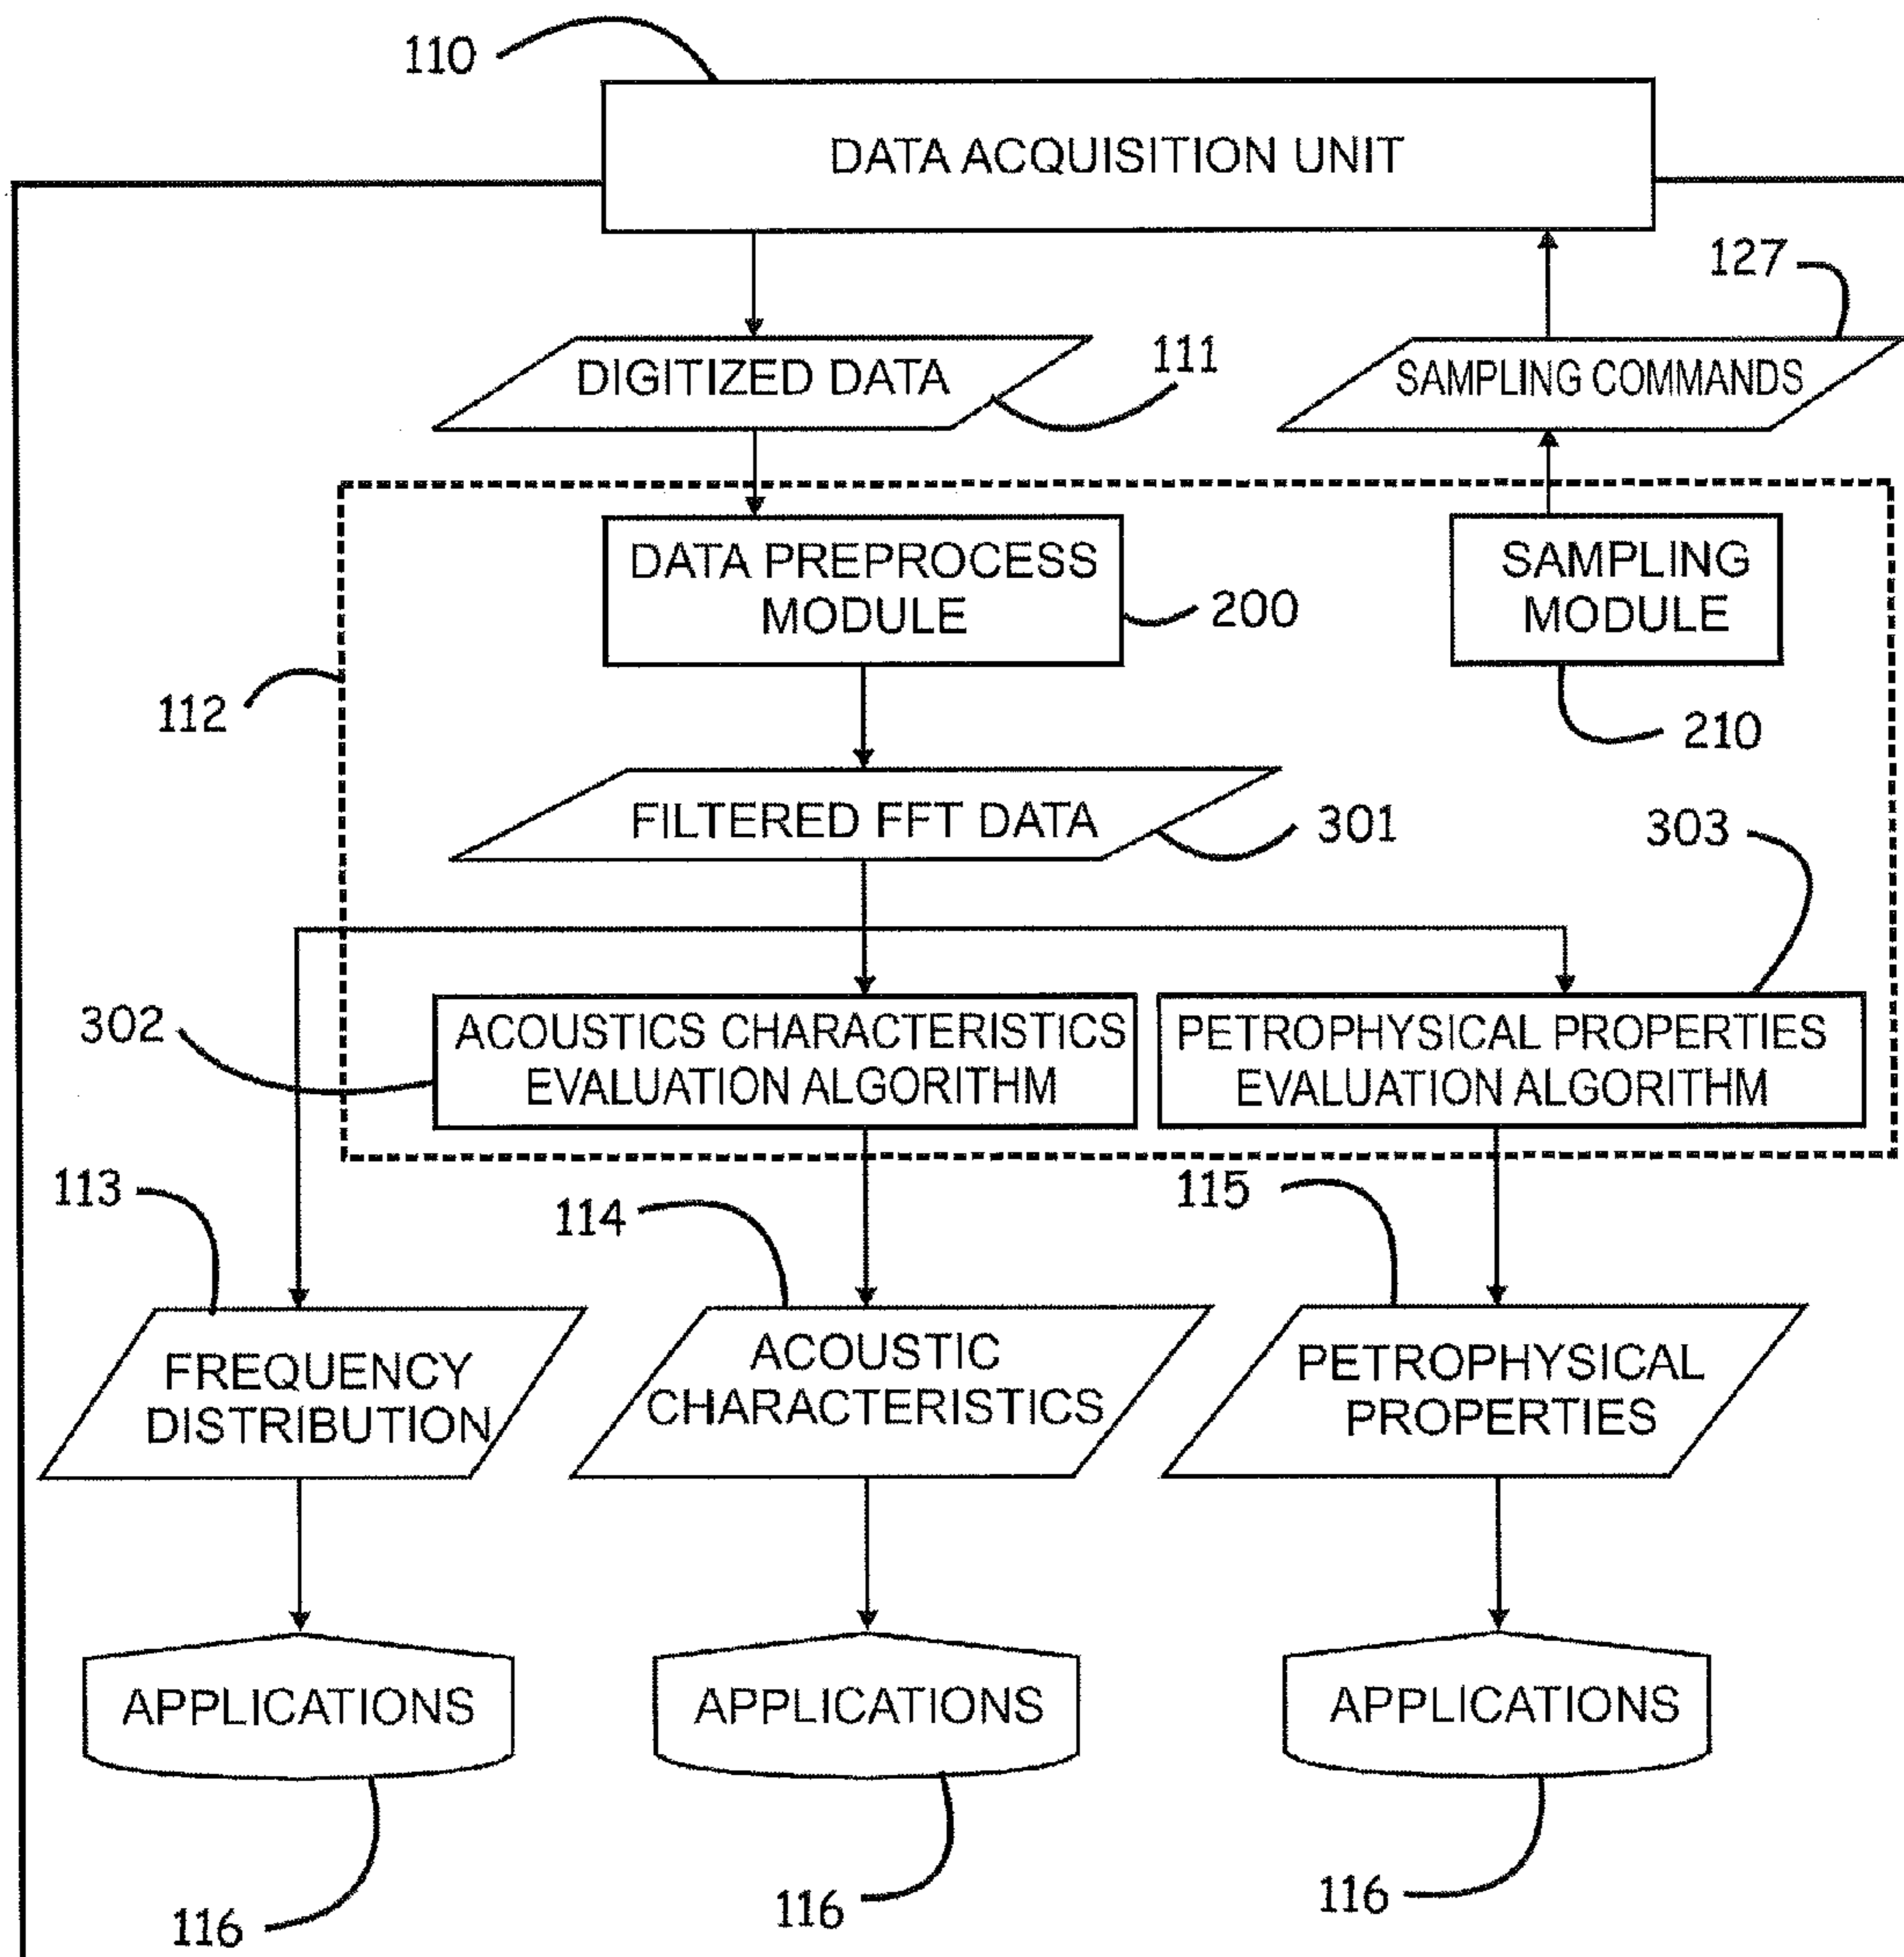 110
DATA ACQUISITION UNIT
127
DIGITIZED DATA
111
SAMPLING COMMANDS
DATA PREPROCESS
MODULE
200
SAMPLING
MODULE
112
210
FILTERED FFT DATA
301
303
302
ACOUSTICS CHARACTERISTICS
EVALUATION ALGORITHM
PETROPHYSICAL PROPERTIES
EVALUATION ALGORITHM
113
114
115
FREQUENCY
DISTRIBUTION
ACOUSTIC
CHARACTERISTICS
PETROPHYSICAL
PROPERTIES
APPLICATIONS
APPLICATIONS
APPLICATIONS
116
116
116